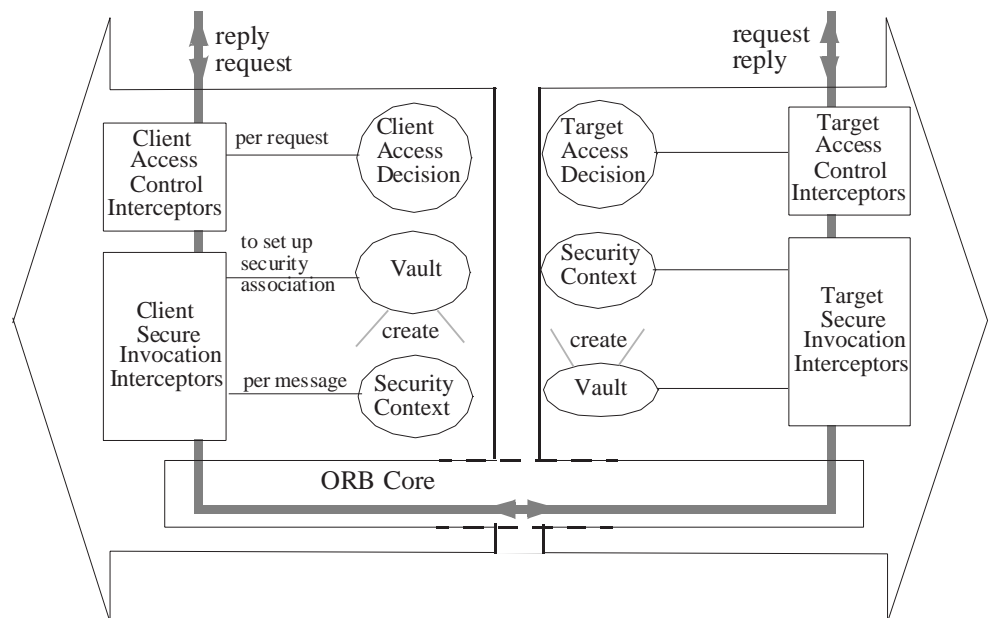 reply
request
request
reply
Client
Access
Control
Interceptors
per request
Client
Access
Decision
Target
Access
Decision
Target
Access
Control
Interceptors
to set up
security
association
Vault
create
Security
Context
create
Vault
Client
Secure
Invocation
Interceptors
per message
Security
Context
Target
Secure
Invocation
Interceptors
ORB Core